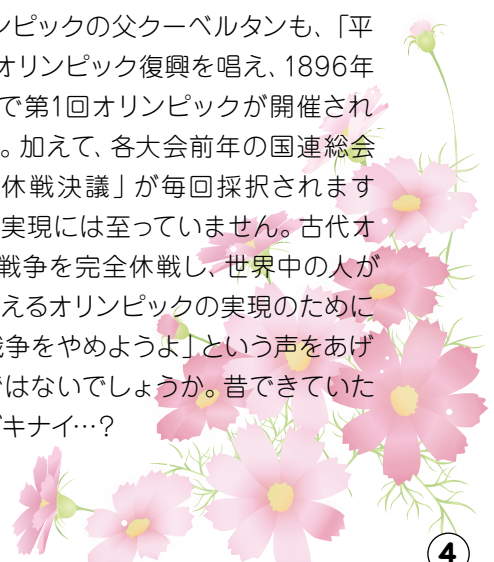 ンピックの父クーベルタンも、「平
オリンピック復興を唱え、1896年
で第1回オリンピックが開催され
。加えて、各大会前年の国連総会
休戦決議」が毎回採択されます
実現には至っていません。古代オ
戦争を完全休戦し、世界中の人が
えるオリンピックの実現のために
戦争をやめようよ」という声をあげ
ではないでしょうか。昔できていた
デキナイ…?
4